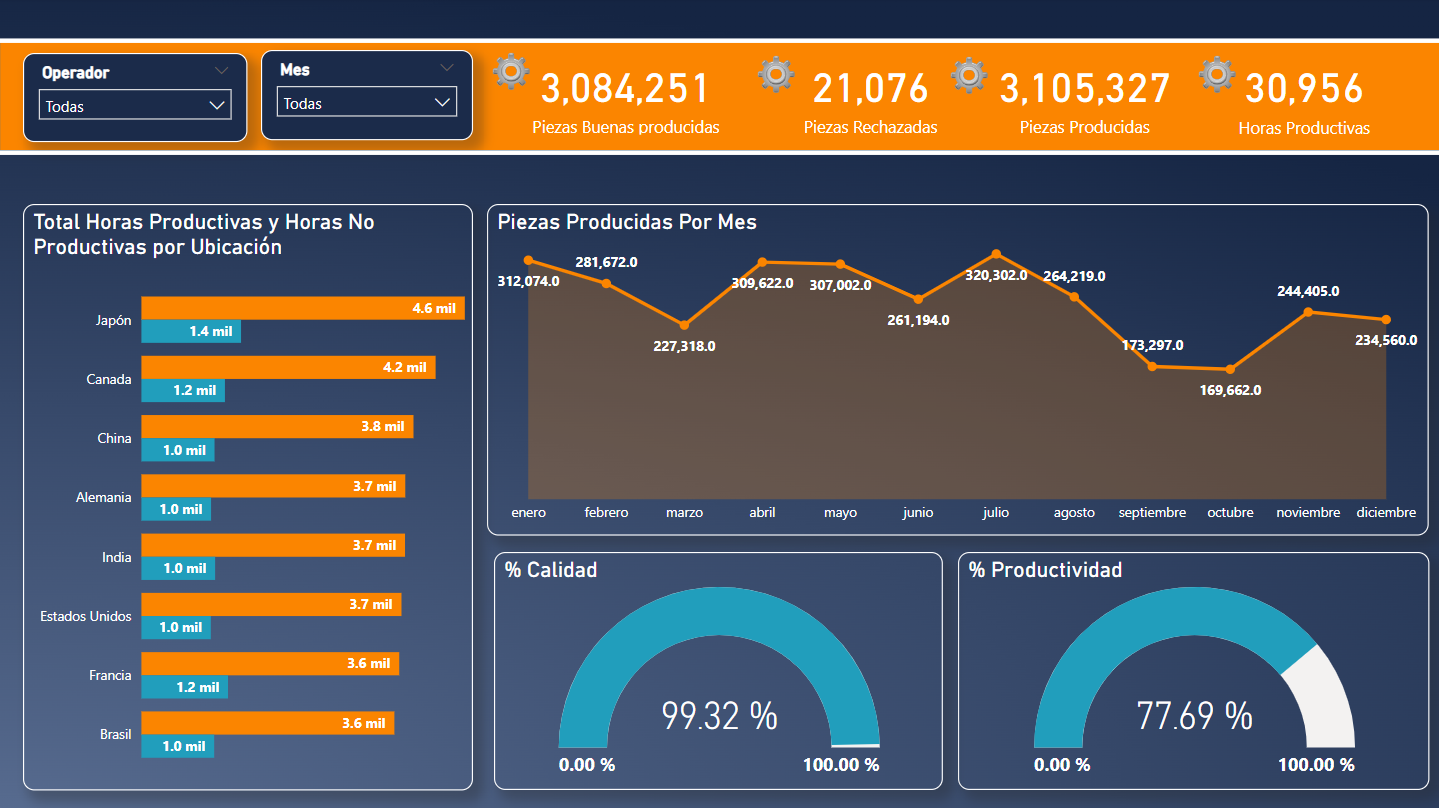 Operador
Todas
Mes
Todas
3,084,251
Piezas Buenas producidas
21,076
Piezas Rechazadas
3,105,327
Piezas Producidas
30,956
Horas Productivas
Total Horas Productivas y Horas No
Productivas por Ubicación
Japón
4.6 mil
1.4 mil
Canada
4.2 mil
1.2 mil
China
3.8 mil
1.0 mil
Alemania
3.7 mil
1.0 mil
India
3.7 mil
1.0 mil
Estados Unidos
3.7 mil
1.0 mil
Francia
3.6 mil
1.2 mil
Brasil
3.6 mil
1.0 mil
Piezas Producidas Por Mes
312,074.0
281,672.0
227,318.0
309,622.0
307,002.0
261,194.0
320,302.0
264,219.0
173,297.0
169,662.0
244,405.0
234,560.0
enero febrero marzo abril mayo junio julio agosto septiembre octubre noviembre diciembre
% Calidad
99.32 %
0.00 % 100.00 %
% Productividad
77.69 %
0.00 % 100.00 %